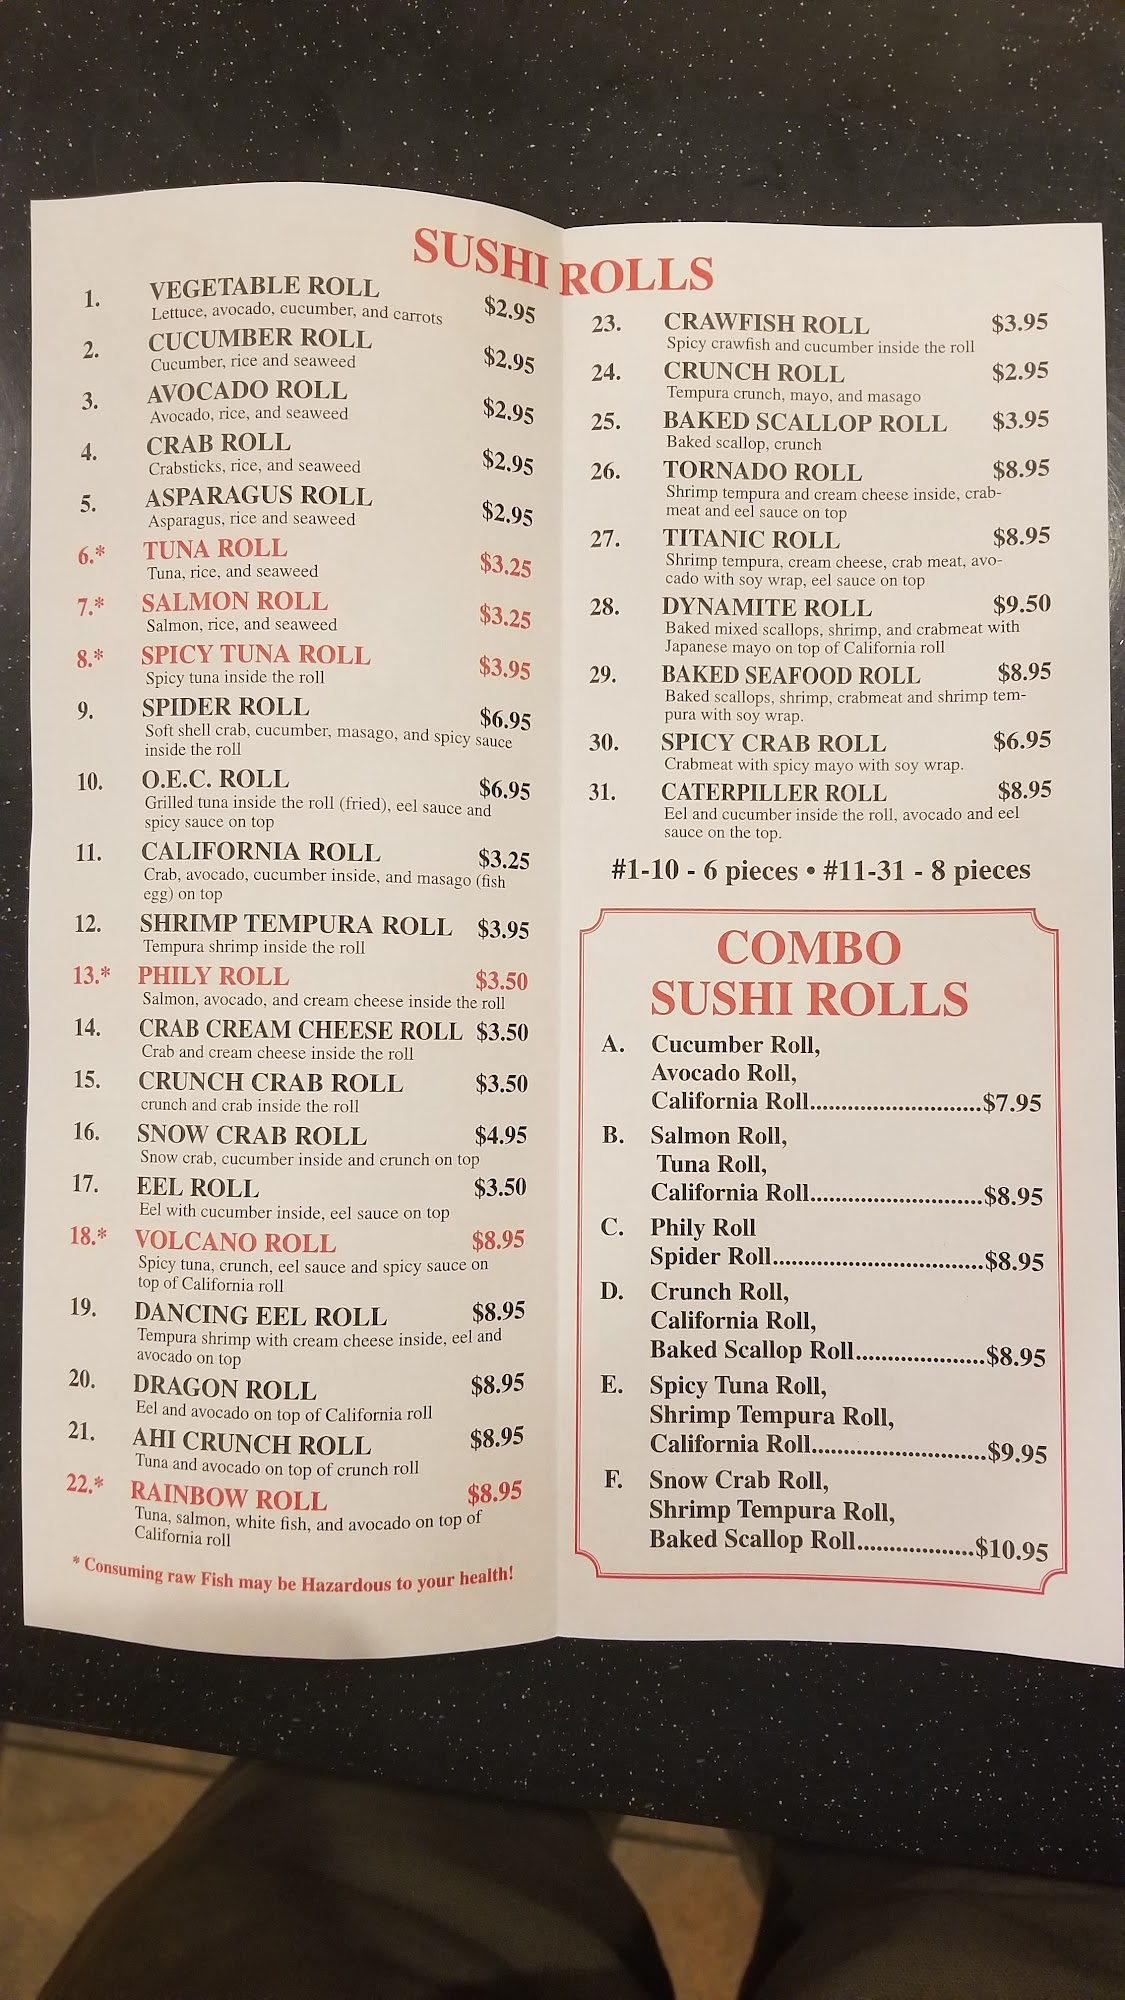 SUSHI ROLLS
1. VEGETABLE ROLL $2.95
Lettuce, avocado, cucumber, and carrots
2. CUCUMBER ROLL $2.95
Cucumber, rice and seaweed
3. AVOCADO ROLL $2.95
Avocado, rice, and seaweed
4. CRAB ROLL $2.95
Crabsticks, rice, and seaweed
5. ASPARAGUS ROLL $2.95
Asparagus, rice and seaweed
6.* TUNA ROLL $3.25
Tuna, rice, and seaweed
7.* SALMON ROLL $3.25
Salmon, rice, and seaweed
8.* SPICY TUNA ROLL $3.95
Spicy tuna inside the roll
9. SPIDER ROLL $6.95
Soft shell crab, cucumber, masago, and spicy sauce
inside the roll
10. O.E.C. ROLL $6.95
Grilled tuna inside the roll (fried), eel sauce and
spicy sauce on top
11. CALIFORNIA ROLL $3.25
Crab, avocado, cucumber inside, and masago (fish
egg) on top
12. SHRIMP TEMPURA ROLL $3.95
Tempura shrimp inside the roll
13.* PHILY ROLL $3.50
Salmon, avocado, and cream cheese inside the roll
14. CRAB CREAM CHEESE ROLL $3.50
Crab and cream cheese inside the roll
15. CRUNCH CRAB ROLL $3.50
crunch and crab inside the roll
16. SNOW CRAB ROLL $4.95
Snow crab, cucumber inside and crunch on top
17. EEL ROLL $3.50
Eel with cucumber inside, eel sauce on top
18.* VOLCANO ROLL $8.95
Spicy tuna, crunch, eel sauce and spicy sauce on
top of California roll
19. DANCING EEL ROLL $8.95
Tempura shrimp with cream cheese inside, eel and
avocado on top
20. DRAGON ROLL $8.95
Eel and avocado on top of California roll
21. AHI CRUNCH ROLL $8.95
Tuna and avocado on top of crunch roll
22.* RAINBOW ROLL $8.95
Tuna, salmon, white fish, and avocado on top of
California roll
* Consuming raw Fish may be Hazardous to your health!
23. CRAWFISH ROLL $3.95
Spicy crawfish and cucumber inside the roll
24. CRUNCH ROLL $2.95
Tempura crunch, mayo, and masago
25. BAKED SCALLOP ROLL $3.95
Baked scallop, crunch
26. TORNADO ROLL $8.95
Shrimp tempura and cream cheese inside, crab-
meat and eel sauce on top
27. TITANIC ROLL $8.95
Shrimp tempura, cream cheese, crab meat, avo-
cado with soy wrap, eel sauce on top
28. DYNAMITE ROLL $9.50
Baked mixed scallops, shrimp, and crabmeat with
Japanese mayo on top of California roll
29. BAKED SEAFOOD ROLL $8.95
Baked scallops, shrimp, crabmeat and shrimp tem-
pura with soy wrap.
30. SPICY CRAB ROLL $6.95
Crabmeat with spicy mayo with soy wrap.
31. CATERPILLER ROLL $8.95
Eel and cucumber inside the roll, avocado and eel
sauce on the top.
#1-10 - 6 pieces • #11-31 - 8 pieces
COMBO
SUSHI ROLLS
A. Cucumber Roll,
Avocado Roll,
California Roll...........................$7.95
B. Salmon Roll,
Tuna Roll,
California Roll...........................$8.95
C. Phily Roll
Spider Roll.................................$8.95
D. Crunch Roll,
California Roll,
Baked Scallop Roll....................$8.95
E. Spicy Tuna Roll,
Shrimp Tempura Roll,
California Roll...........................$9.95
F. Snow Crab Roll,
Shrimp Tempura Roll,
Baked Scallop Roll..................$10.95